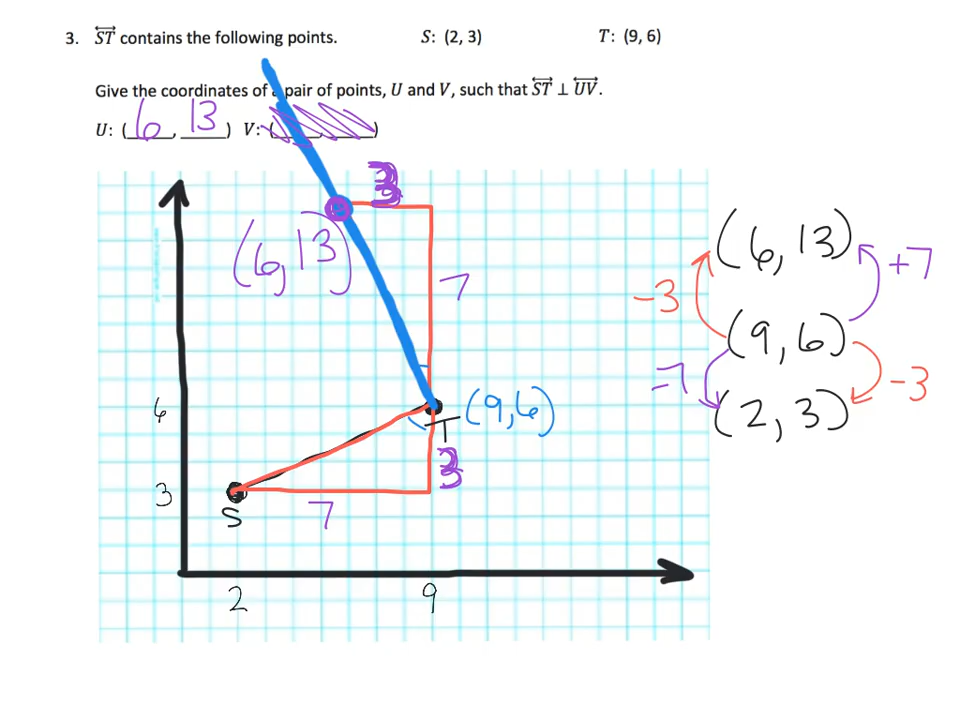 3. ST contains the following points. S: (2, 3) T: (9, 6)
Give the coordinates of a pair of points, U and V, such that ST ⊥ UV.
U: (6, 13) V: ( )
3
(6, 13)
7
6
T (9,6)
3
3
S
7
2 9
(6, 13)
-3 +7
(9, 6)
-7 -3
(2, 3)